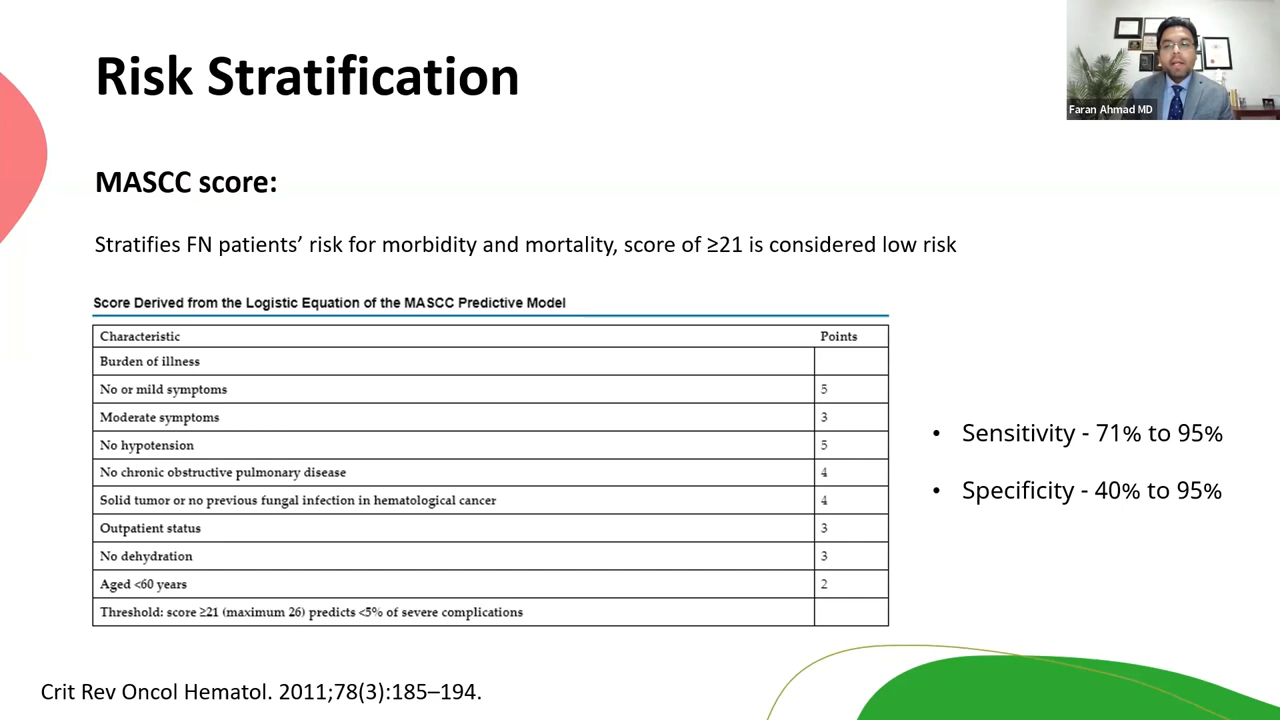 Risk Stratification
Faran Ahmad MD
MASCC score:
Stratifies FN patients’ risk for morbidity and mortality, score of ≥21 is considered low risk
Score Derived from the Logistic Equation of the MASCC Predictive Model
Characteristic Points
Burden of illness
No or mild symptoms 5
Moderate symptoms 3
No hypotension 5
No chronic obstructive pulmonary disease 4
Solid tumor or no previous fungal infection in hematological cancer 4
Outpatient status 3
No dehydration 3
Aged <60 years 2
Threshold: score ≥21 (maximum 26) predicts <5% of severe complications
• Sensitivity - 71% to 95%
• Specificity - 40% to 95%
Crit Rev Oncol Hematol. 2011;78(3):185–194.